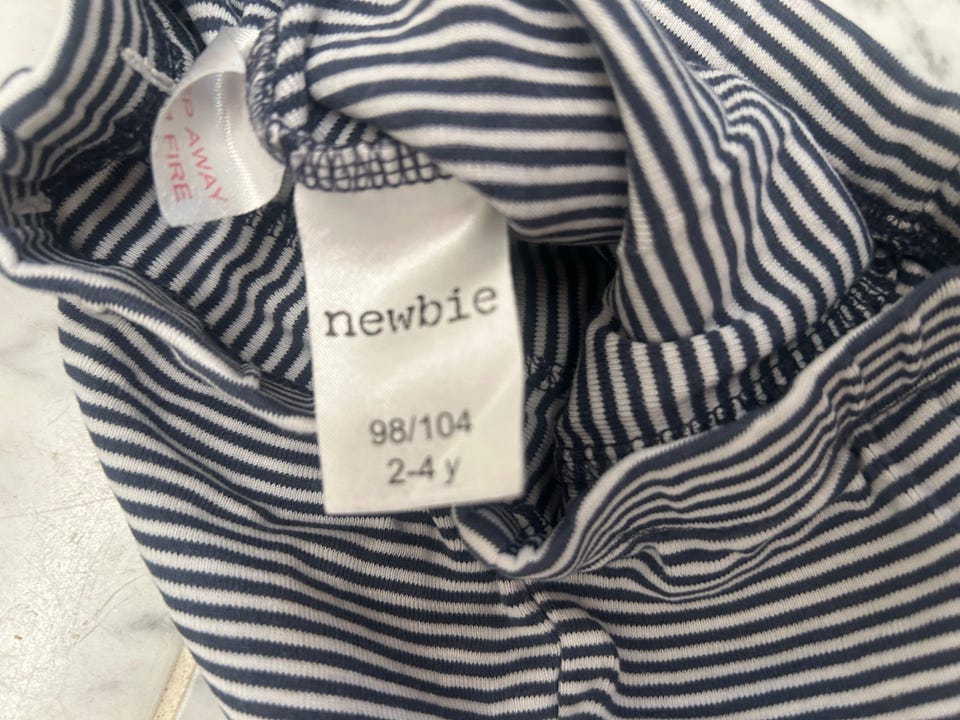 P AWAY
FIRE
newbie
98/104
2-4 y